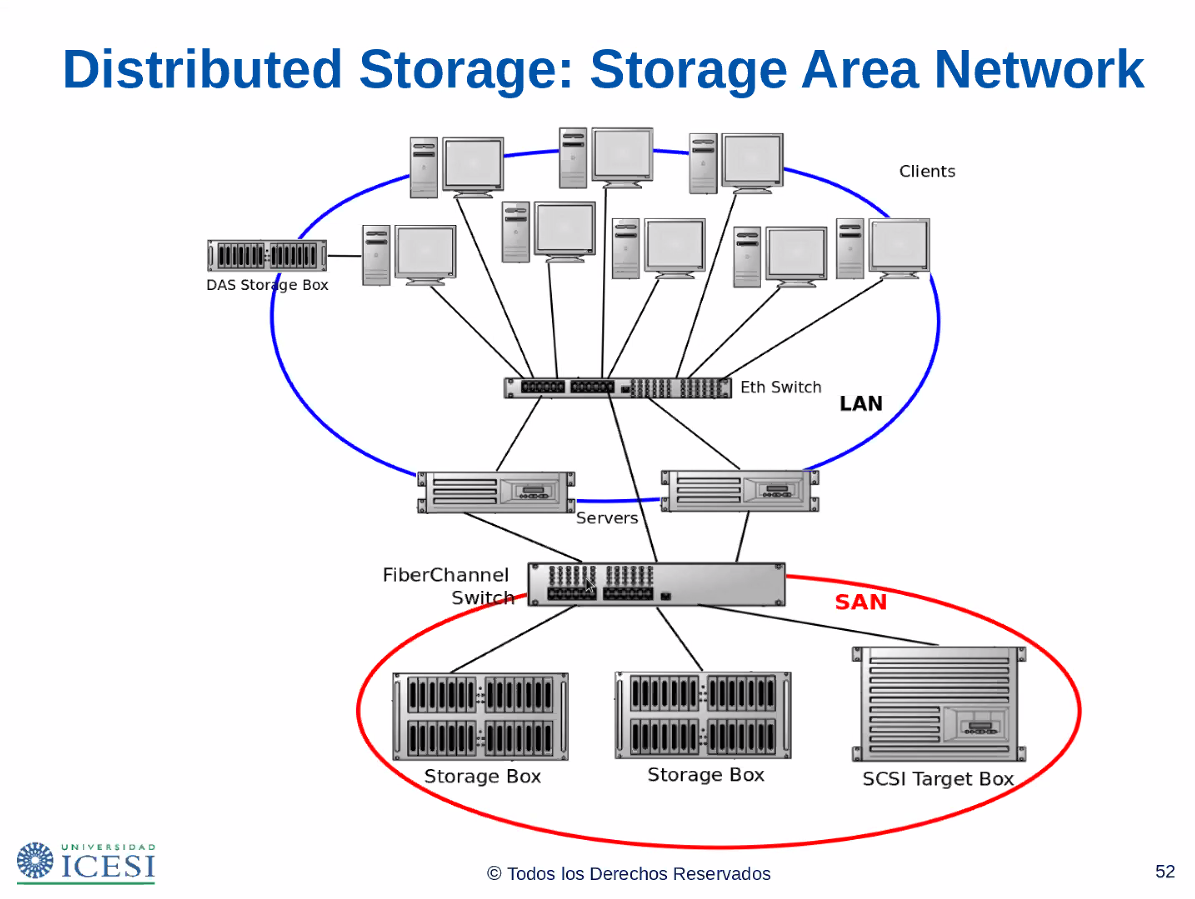 Distributed Storage: Storage Area Network
Clients
DAS Storage Box
Eth Switch
LAN
Servers
FiberChannel
Switch
SAN
Storage Box
Storage Box
SCSI Target Box
UNIVERSIDAD
ICESI
© Todos los Derechos Reservados
52